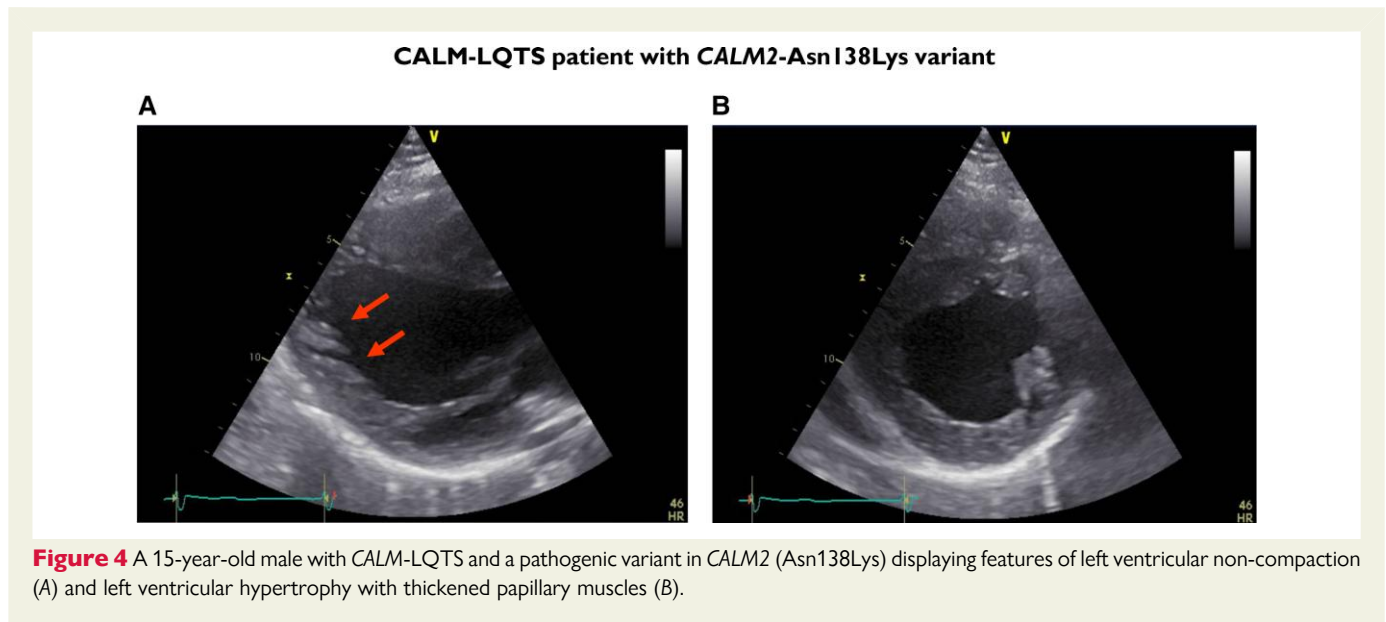 CALM-LQTS patient with CALM2-Asn138Lys variant
A
B
V
5
10
46
HR
V
5
10
46
HR
Figure 4 A 15-year-old male with CALM-LQTS and a pathogenic variant in CALM2 (Asn138Lys) displaying features of left ventricular non-compaction
(A) and left ventricular hypertrophy with thickened papillary muscles (B).